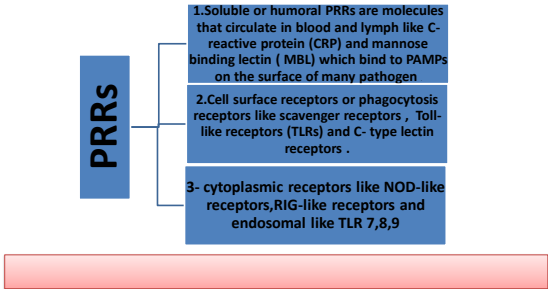 PRRs
1.Soluble or humoral PRRs are molecules
that circulate in blood and lymph like C-
reactive protein (CRP) and mannose
binding lectin ( MBL) which bind to PAMPs
on the surface of many pathogen
2.Cell surface receptors or phagocytosis
receptors like scavenger receptors , Toll-
like receptors (TLRs) and C- type lectin
receptors .
3- cytoplasmic receptors like NOD-like
receptors,RIG-like receptors and
endosomal like TLR 7,8,9